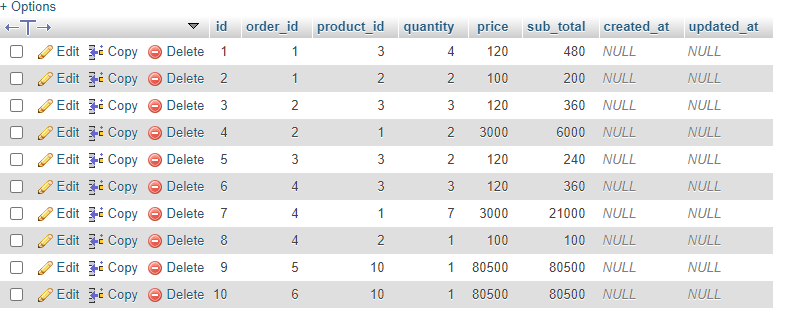 + Options
←T→ id order_id product_id quantity price sub_total created_at updated_at
Edit Copy Delete 1 1 3 4 120 480 NULL NULL
Edit Copy Delete 2 1 2 2 100 200 NULL NULL
Edit Copy Delete 3 2 3 3 120 360 NULL NULL
Edit Copy Delete 4 2 1 2 3000 6000 NULL NULL
Edit Copy Delete 5 3 3 2 120 240 NULL NULL
Edit Copy Delete 6 4 3 3 120 360 NULL NULL
Edit Copy Delete 7 4 1 7 3000 21000 NULL NULL
Edit Copy Delete 8 4 2 1 100 100 NULL NULL
Edit Copy Delete 9 5 10 1 80500 80500 NULL NULL
Edit Copy Delete 10 6 10 1 80500 80500 NULL NULL